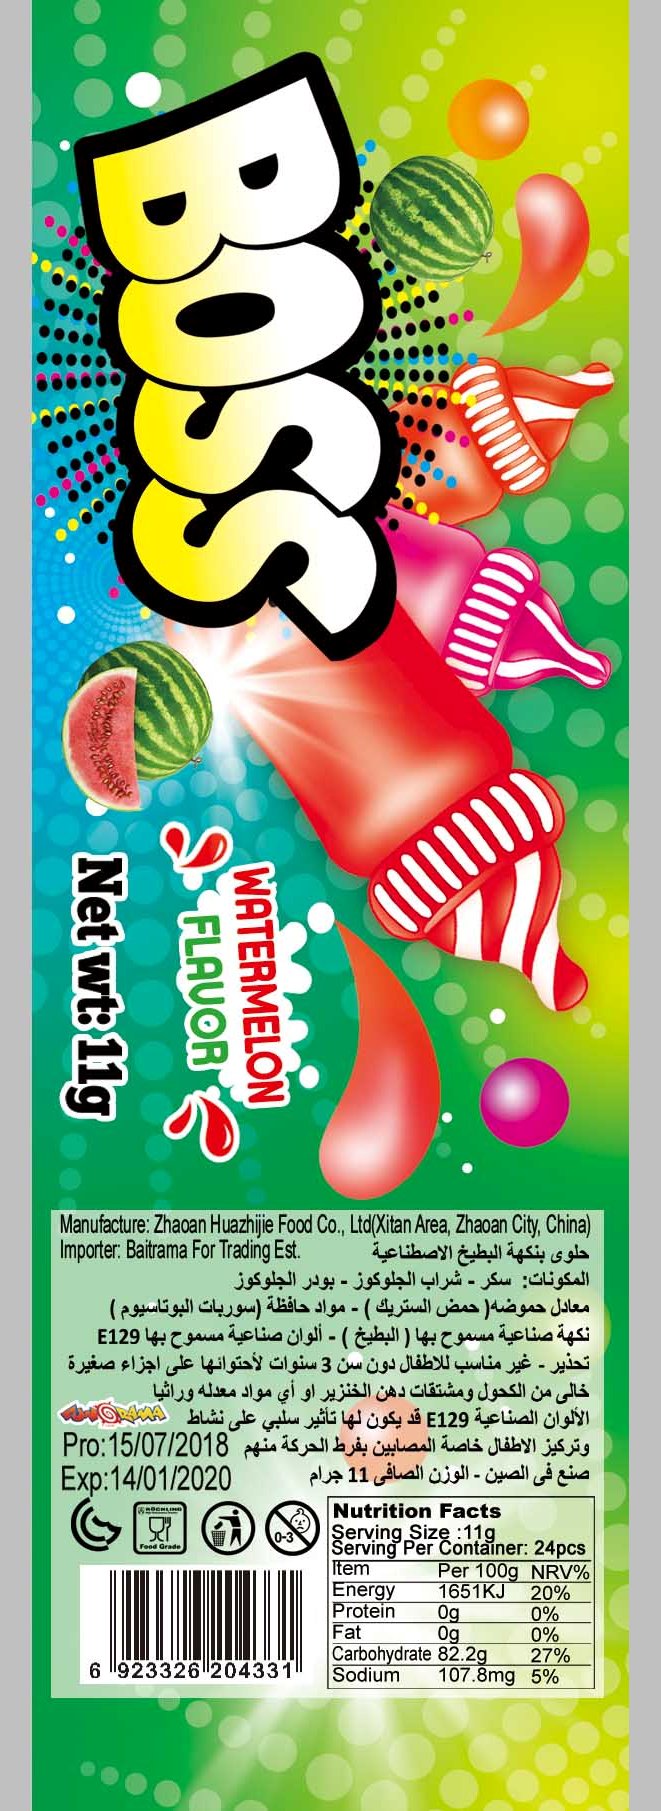 BOSS
WATERMELON
FLAVOR
Net wt: 11g
Manufacture: Zhaoan Huazhijie Food Co., Ltd(Xitan Area, Zhaoan City, China)
Importer: Baitrama For Trading Est.
حلوى بنكهة البطيخ الاصطناعية
المكونات: سكر - شراب الجلوكوز - بودر الجلوكوز
معادل حموضه( حمض الستريك ) - مواد حافظة (سوربات البوتاسيوم )
نكهة صناعية مسموح بها ( البطيخ ) - ألوان صناعية مسموح بها E129
تحذير - غير مناسب للاطفال دون سن 3 سنوات لأحتوائها على اجزاء صغيرة
خالى من الكحول ومشتقات دهن الخنزير او أي مواد معدله وراثيا
الألوان الصناعية E129 قد يكون لها تأثير سلبي على نشاط
وتركيز الاطفال خاصة المصابين بفرط الحركة منهم
صنع فى الصين - الوزن الصافى 11 جرام
Pro:15/07/2018
Exp:14/01/2020
Food Grade
0-3
6 923326 204331
Nutrition Facts
Serving Size :11g
Serving Per Container: 24pcs
Item Per 100g NRV%
Energy 1651KJ 20%
Protein 0g 0%
Fat 0g 0%
Carbohydrate 82.2g 27%
Sodium 107.8mg 5%